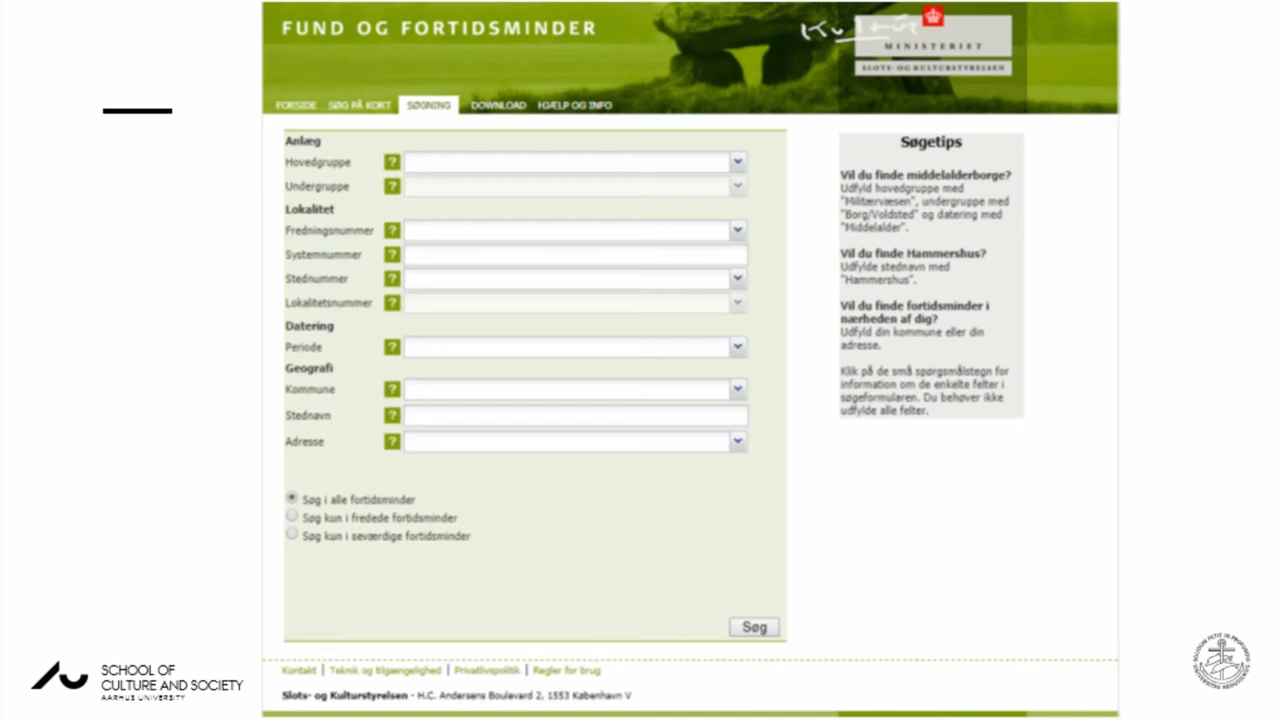 FUND OG FORTIDSMINDER
Kultur
MINISTERIET
SLOTS- OG KULTURSTYRELSEN
FORSIDE SØG PÅ KORT SØGNING DOWNLOAD HJÆLP OG INFO
Anlæg
Hovedgruppe ?
Undergruppe ?
Lokalitet
Fredningsnummer ?
Systemnummer ?
Stednummer ?
Lokalitetsnummer ?
Datering
Periode ?
Geografi
Kommune ?
Stednavn ?
Adresse ?
Søg i alle fortidsminder
Søg kun i fredede fortidsminder
Søg kun i seværdige fortidsminder
Søg
Søgetips
Vil du finde middelalderborge?
Udfyld hovedgruppe med
"Militærvæsen", undergruppe med
"Borg/Voldsted" og datering med
"Middelalder".
Vil du finde Hammershus?
Udfylde stednavn med
"Hammershus".
Vil du finde fortidsminder i
nærheden af dig?
Udfyld din kommune eller din
adresse.
Klik på de små spørgsmålstegn for
information om de enkelte felter i
søgeformularen. Du behøver ikke
udfylde alle felter.
Kontakt | Teknik og tilgængelighed | Privatlivspolitik | Regler for brug
Slots- og Kulturstyrelsen - H.C. Andersens Boulevard 2, 1553 København V
SCHOOL OF
CULTURE AND SOCIETY
AARHUS UNIVERSITY